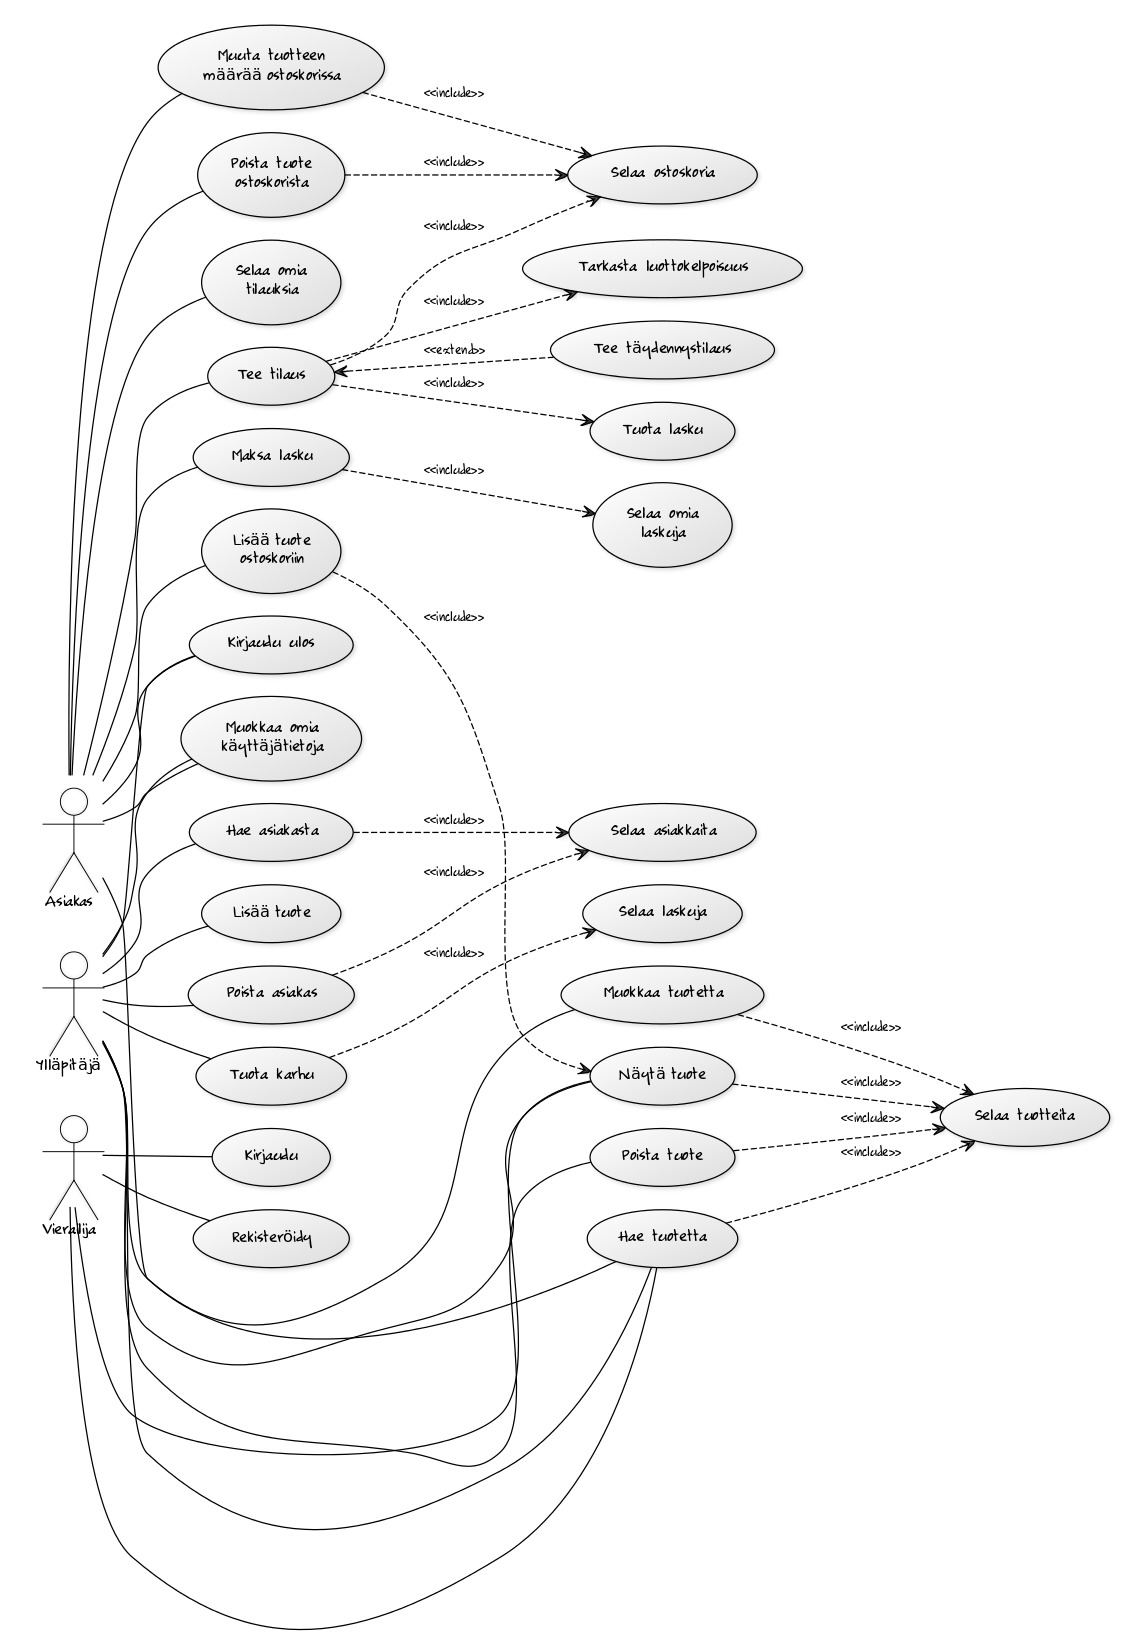 Muuta tuotteen
määrää ostoskorissa
<<include>>
Poista tuote
ostoskorista
<<include>>
Selaa ostoskoria
<<include>>
Selaa omia
tilauksia
Tarkasta luottokelpoisuus
<<include>>
Tee tilaus
<<extend>>
Tee täydennystilaus
<<include>>
Tuota lasku
Maksa lasku
<<include>>
Selaa omia
laskuja
Lisää tuote
ostoskoriin
<<include>>
Kirjaudu ulos
Muokkaa omia
käyttäjätietoja
Hae asiakasta
<<include>>
Selaa asiakkaita
<<include>>
Asiakas
Lisää tuote
Selaa laskuja
<<include>>
Poista asiakas
Muokkaa tuotetta
<<include>>
Ylläpitäjä
Tuota karhu
Näytä tuote
<<include>>
Selaa tuotteita
<<include>>
Kirjaudu
Poista tuote
<<include>>
Vierailija
Rekisteröidy
Hae tuotetta